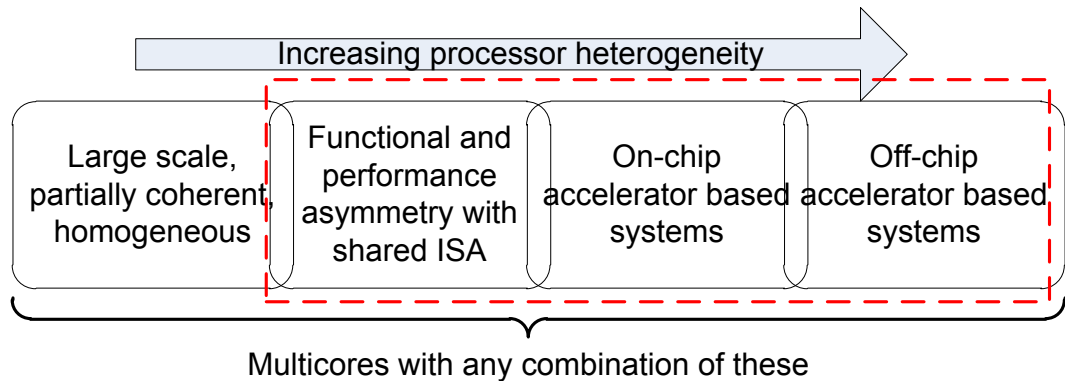 Increasing processor heterogeneity
Large scale,
partially coherent,
homogeneous
Functional and
performance
asymmetry with
shared ISA
On-chip
accelerator based
systems
Off-chip
accelerator based
systems
Multicores with any combination of these